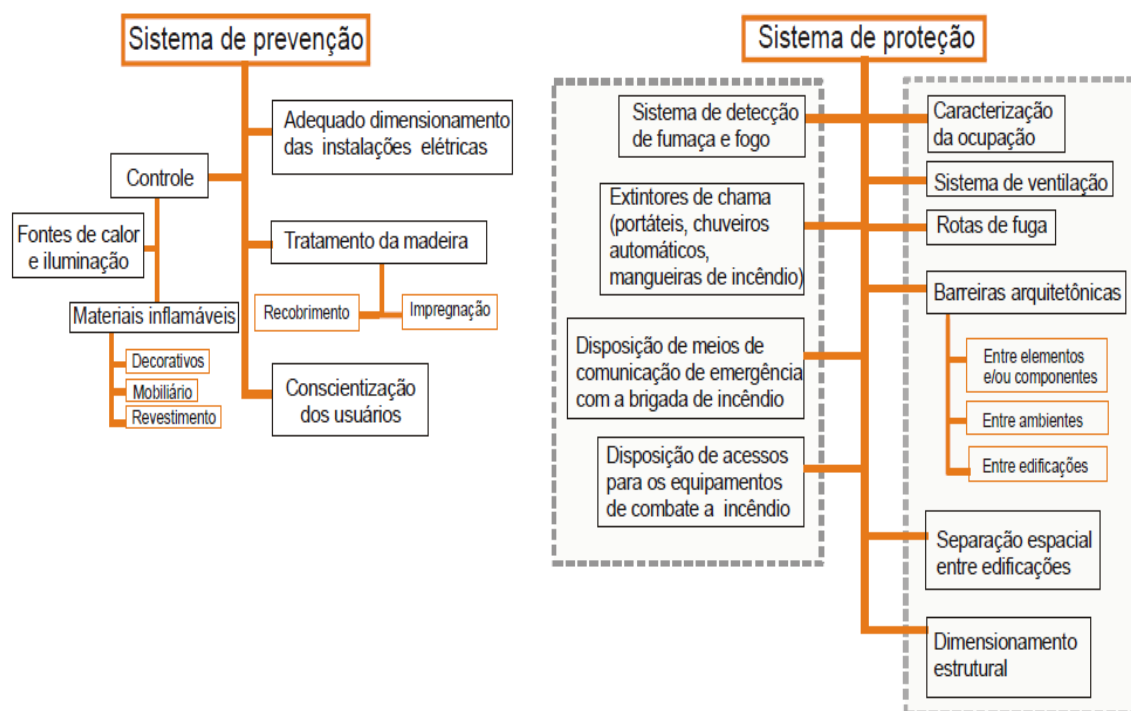 Sistema de prevenção
Adequado dimensionamento
das instalações elétricas
Controle
Fontes de calor
e iluminação
Tratamento da madeira
Recobrimento
Impregnação
Materiais inflamáveis
Decorativos
Mobiliário
Revestimento
Conscientização
dos usuários
Sistema de proteção
Sistema de detecção
de fumaça e fogo
Extintores de chama
(portáteis, chuveiros
automáticos,
mangueiras de incêndio)
Disposição de meios de
comunicação de emergência
com a brigada de incêndio
Disposição de acessos
para os equipamentos
de combate a incêndio
Caracterização
da ocupação
Sistema de ventilação
Rotas de fuga
Barreiras arquitetônicas
Entre elementos
e/ou componentes
Entre ambientes
Entre edificações
Separação espacial
entre edificações
Dimensionamento
estrutural